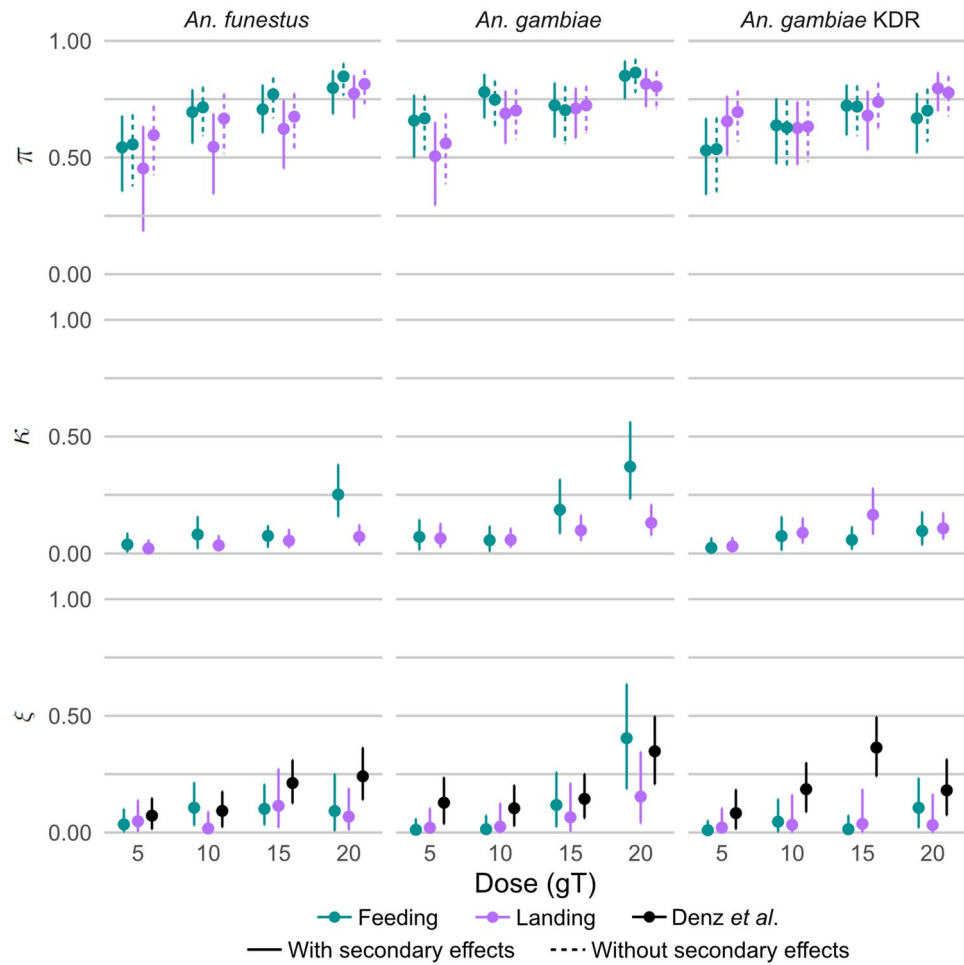 An. funestus An. gambiae An. gambiae KDR
1.00
π 0.50
0.00
1.00
κ 0.50
0.00
1.00
ξ 0.50
0.00
5 10 15 20 5 10 15 20 5 10 15 20
Dose (gT)
Feeding Landing Denz et al.
With secondary effects Without secondary effects